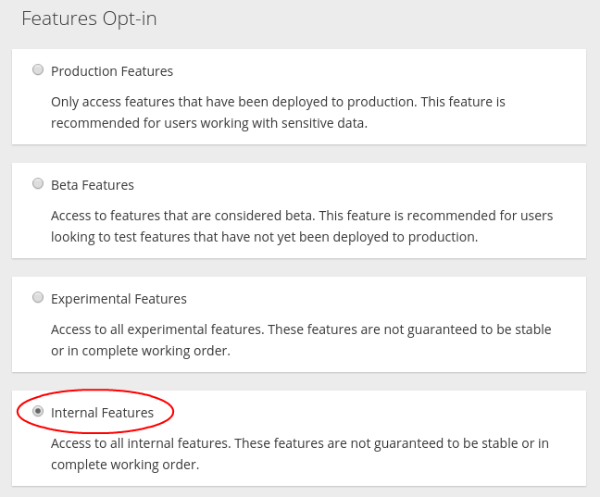 Features Opt-in
Production Features
Only access features that have been deployed to production. This feature is
recommended for users working with sensitive data.
Beta Features
Access to features that are considered beta. This feature is recommended for users
looking to test features that have not yet been deployed to production.
Experimental Features
Access to all experimental features. These features are not guaranteed to be stable
or in complete working order.
Internal Features
Access to all internal features. These features are not guaranteed to be stable or in
complete working order.